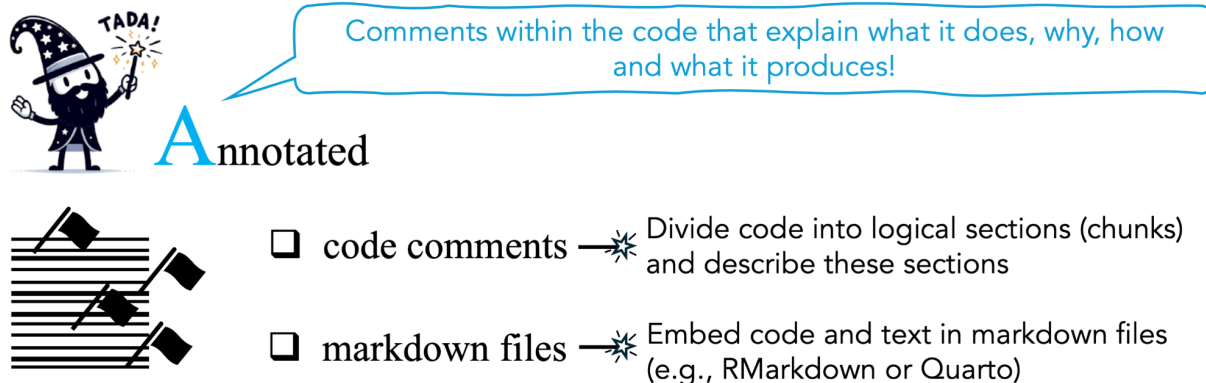 TADA!
Comments within the code that explain what it does, why, how
and what it produces!
Annotated
❑ code comments
Divide code into logical sections (chunks)
and describe these sections
❑ markdown files
Embed code and text in markdown files
(e.g., RMarkdown or Quarto)